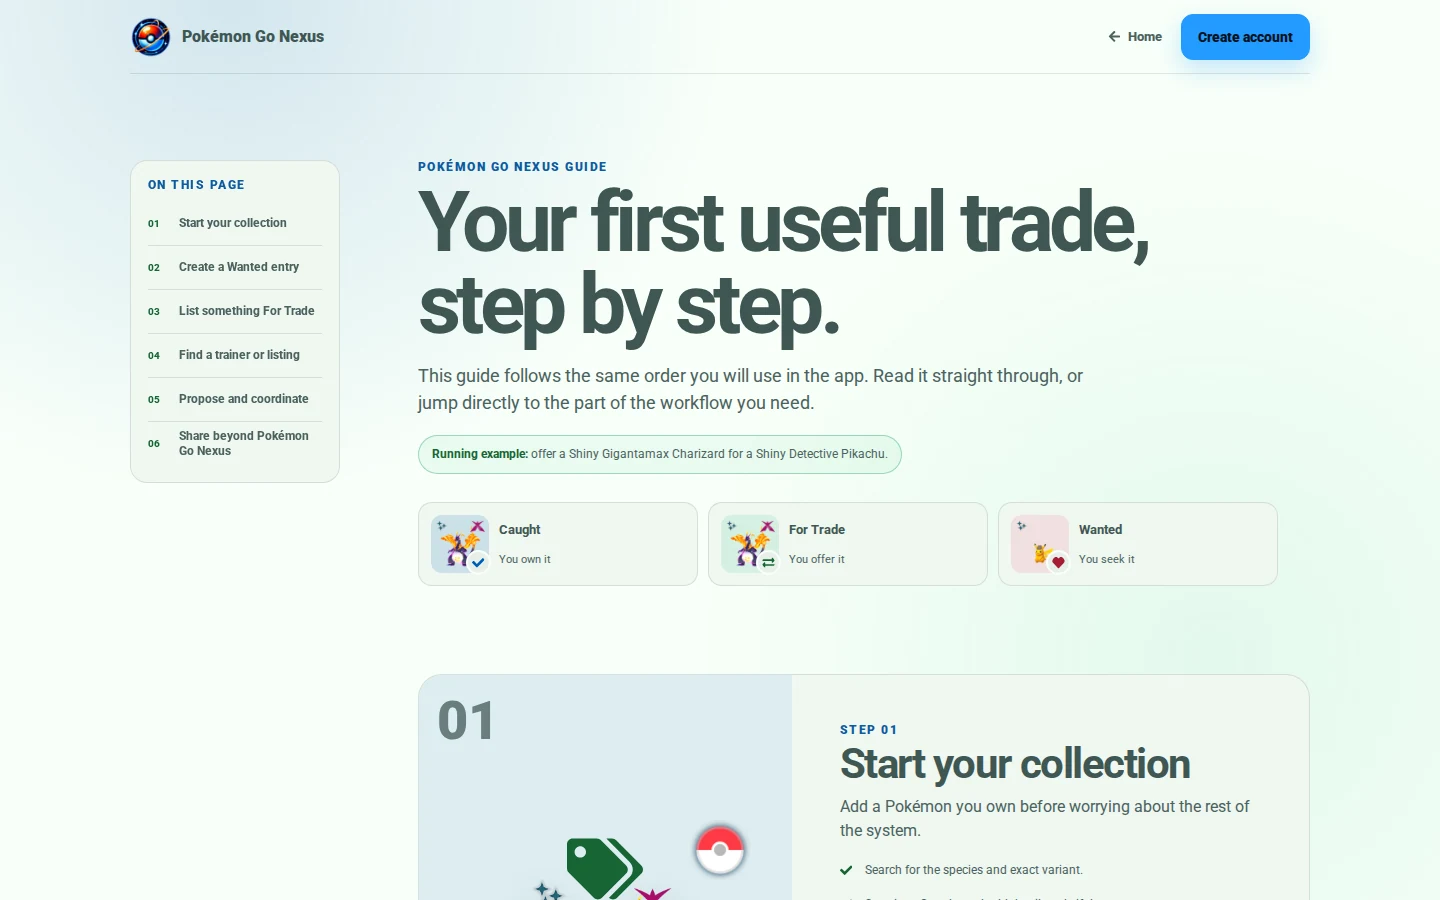 Pokémon Go Nexus
Home
Create account
ON THIS PAGE
01 Start your collection
02 Create a Wanted entry
03 List something For Trade
04 Find a trainer or listing
05 Propose and coordinate
06 Share beyond Pokémon
Go Nexus
POKÉMON GO NEXUS GUIDE
Your first useful trade,
step by step.
This guide follows the same order you will use in the app. Read it straight through, or
jump directly to the part of the workflow you need.
Running example: offer a Shiny Gigantamax Charizard for a Shiny Detective Pikachu.
Caught
You own it
For Trade
You offer it
Wanted
You seek it
01
STEP 01
Start your collection
Add a Pokémon you own before worrying about the rest of
the system.
Search for the species and exact variant.